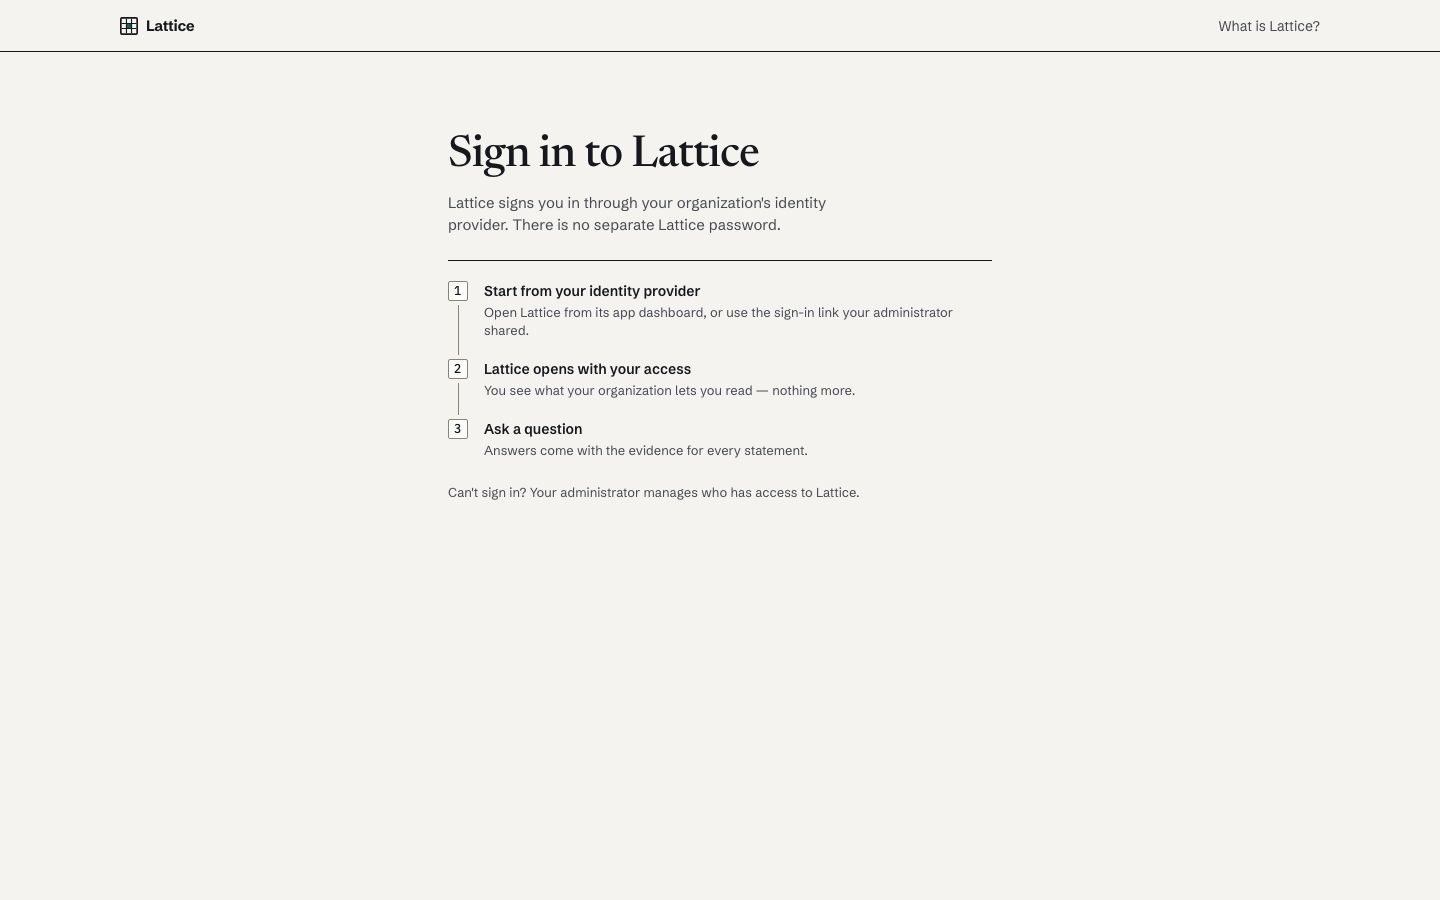 Lattice
What is Lattice?
Sign in to Lattice
Lattice signs you in through your organization's identity
provider. There is no separate Lattice password.
1 Start from your identity provider
Open Lattice from its app dashboard, or use the sign-in link your administrator
shared.
2 Lattice opens with your access
You see what your organization lets you read — nothing more.
3 Ask a question
Answers come with the evidence for every statement.
Can't sign in? Your administrator manages who has access to Lattice.